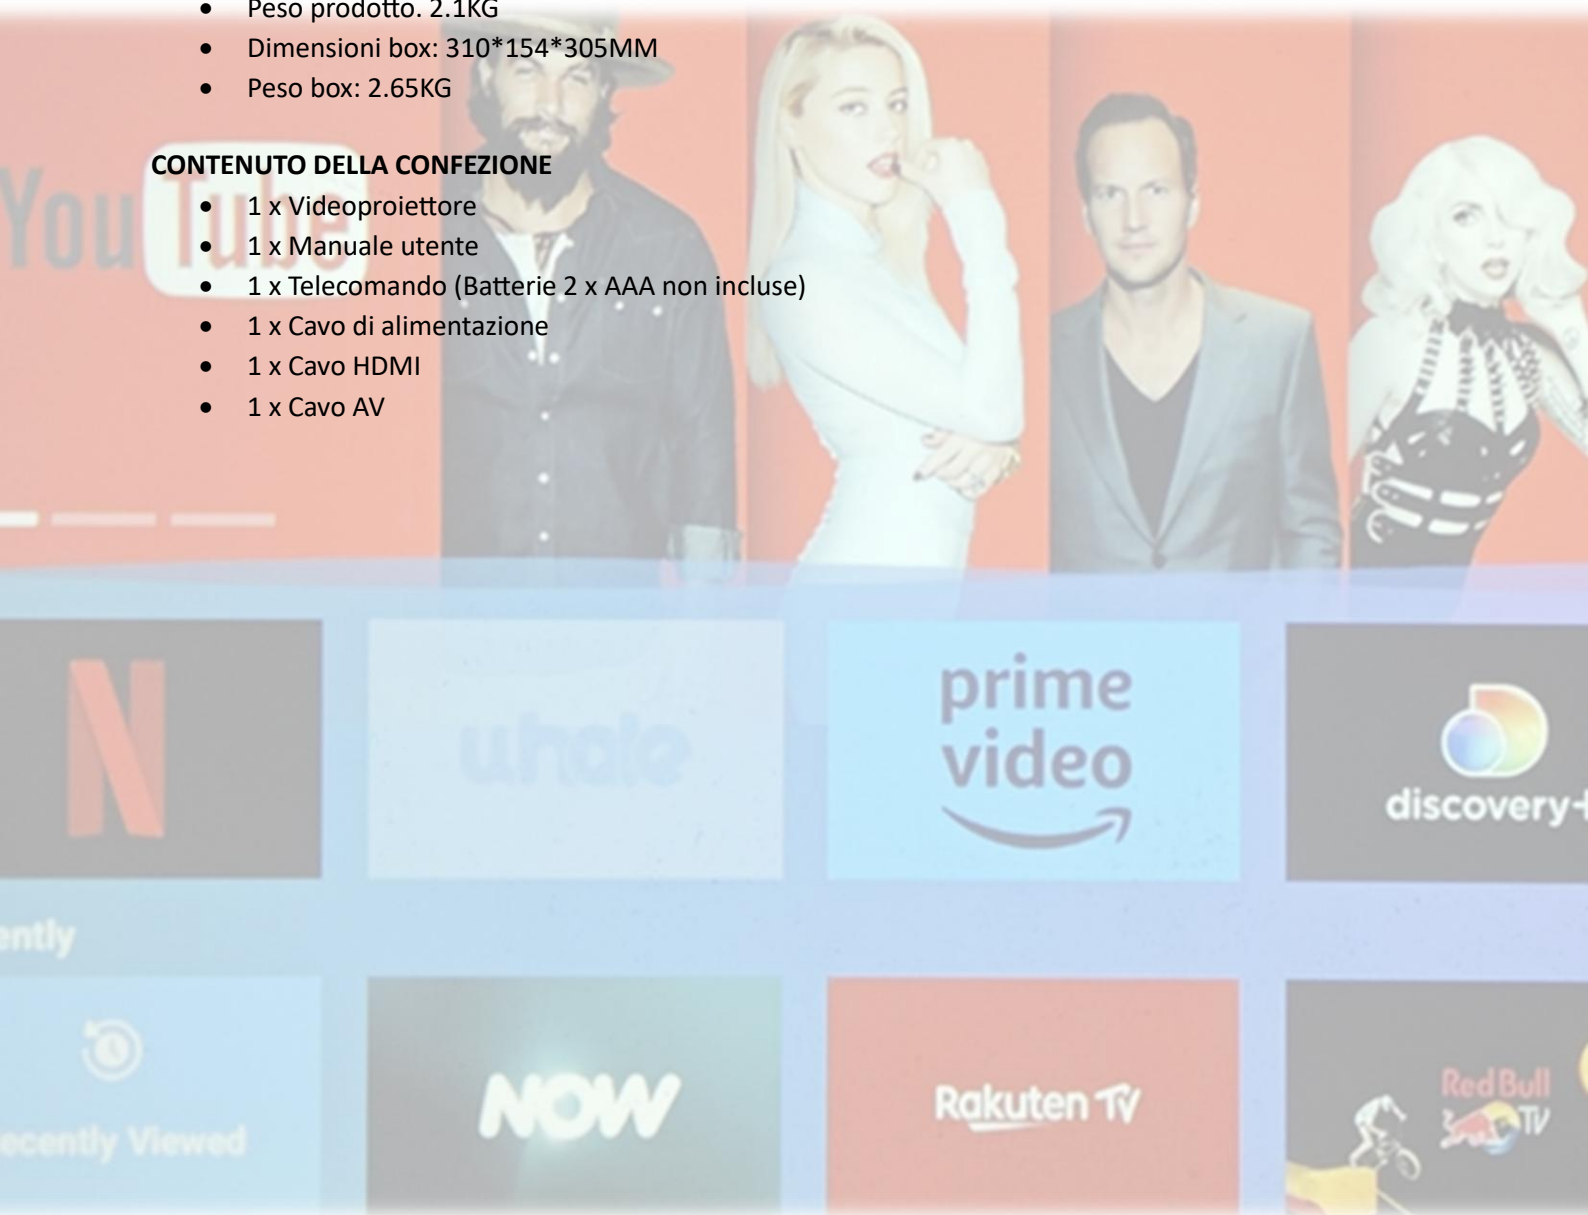 • Peso prodotto. 2.1KG
• Dimensioni box: 310*154*305MM
• Peso box: 2.65KG
CONTENUTO DELLA CONFEZIONE
• 1 x Videoproiettore
• 1 x Manuale utente
• 1 x Telecomando (Batterie 2 x AAA non incluse)
• 1 x Cavo di alimentazione
• 1 x Cavo HDMI
• 1 x Cavo AV
YouTube
N
whale
prime
video
discovery+
ently
ecently Viewed
NOW
Rakuten TV
Red Bull
TV